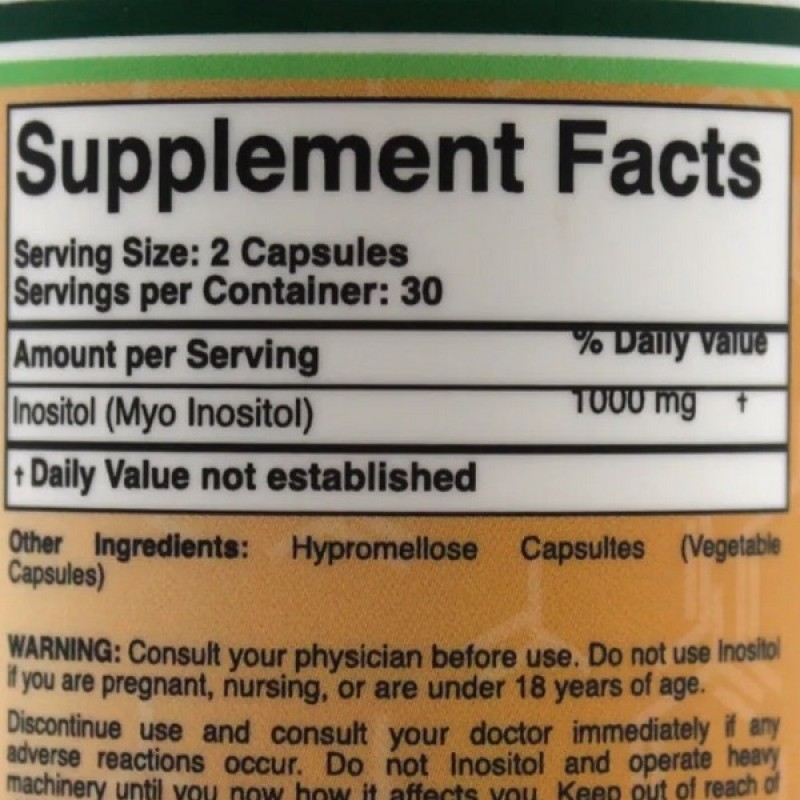 Supplement Facts
Serving Size: 2 Capsules
Servings per Container: 30
Amount per Serving % Daily Value
Inositol (Myo Inositol) 1000 mg †
† Daily Value not established
Other Ingredients: Hypromellose Capsultes (Vegetable
Capsules)
WARNING: Consult your physician before use. Do not use Inositol
if you are pregnant, nursing, or are under 18 years of age.
Discontinue use and consult your doctor immediately if any
adverse reactions occur. Do not Inositol and operate heavy
machinery until you now how it affects you. Keep out of reach of